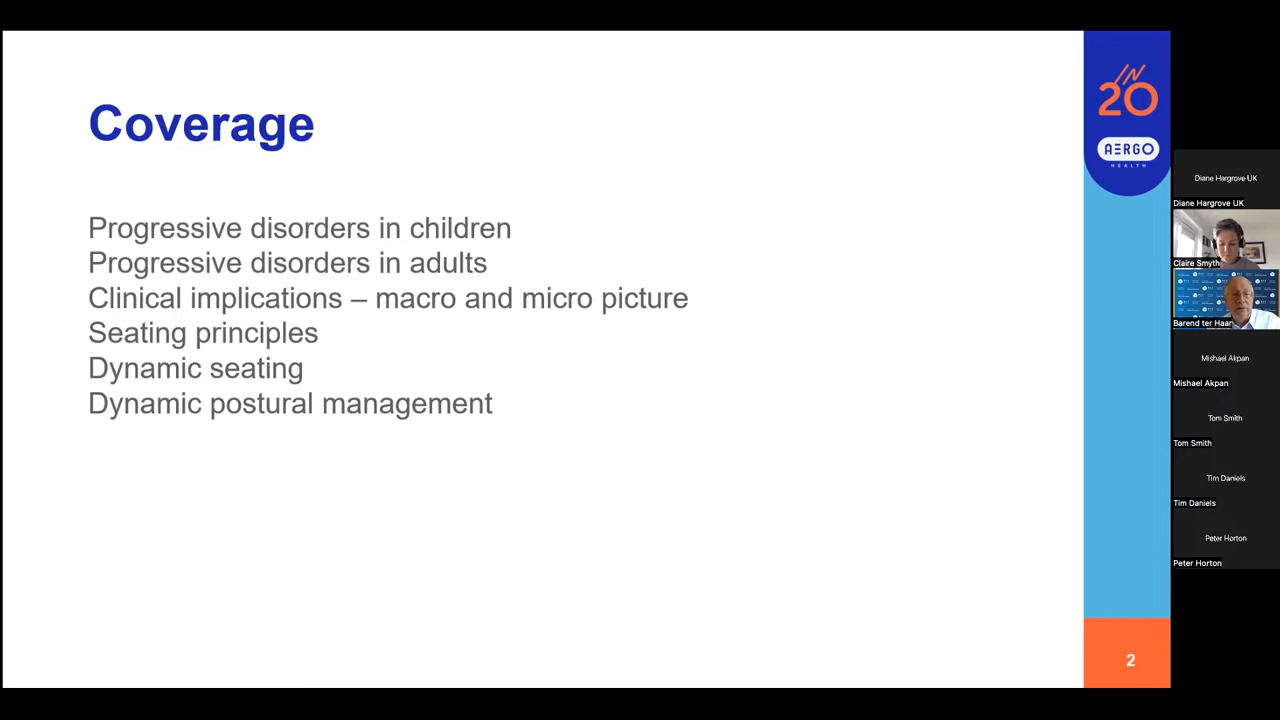 Coverage
Progressive disorders in children
Progressive disorders in adults
Clinical implications – macro and micro picture
Seating principles
Dynamic seating
Dynamic postural management
IN
20
AERGO
HEALTH
2
Diane Hargrove UK
Diane Hargrove UK
Claire Smyth
Barend ter Haar
Mishael Akpan
Mishael Akpan
Tom Smith
Tom Smith
Tim Daniels
Tim Daniels
Peter Horton
Peter Horton